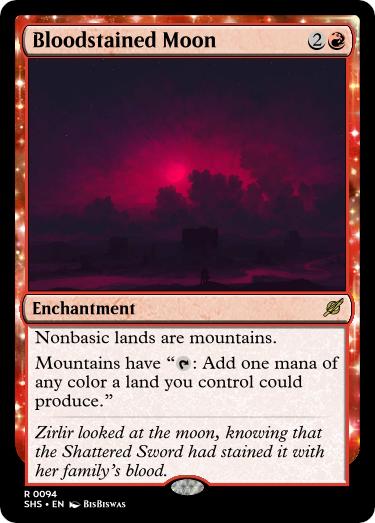 Bloodstained Moon 2
Enchantment
Nonbasic lands are mountains.
Mountains have “: Add one mana of
any color a land you control could
produce.”
Zirlir looked at the moon, knowing that
the Shattered Sword had stained it with
her family’s blood.
R 0094
SHS • EN BisBiswas